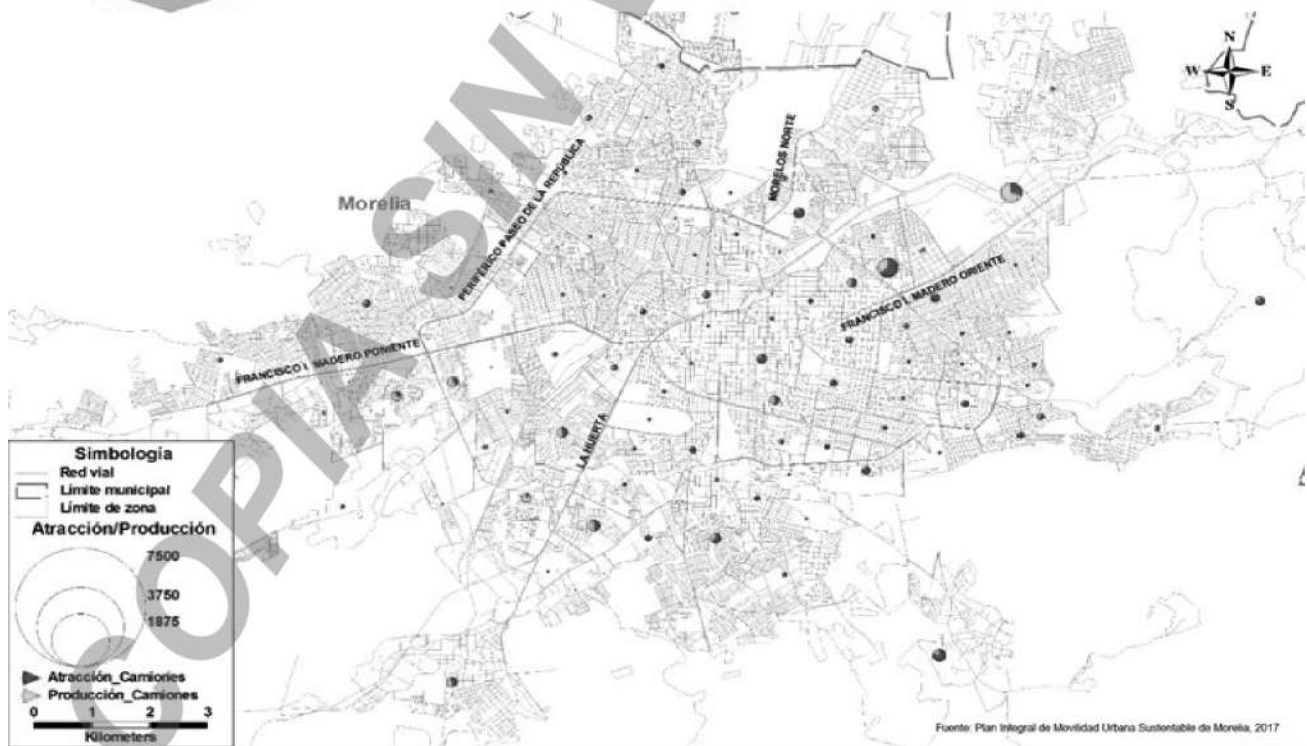 COPIA SIN
N
W E
S
MORELOS NORTE
PERIFÉRICO PASEO DE LA REPÚBLICA
Morelia
FRANCISCO I. MADERO ORIENTE
FRANCISCO I. MADERO PONIENTE
LA HUERTA
Simbología
Red vial
Límite municipal
Límite de zona
Atracción/Producción
7500
3750
1875
Atracción_Camiones
Producción_Camiones
0 1 2 3
Kilometers
Fuente: Plan Integral de Movilidad Urbana Sustentable de Morelia, 2017